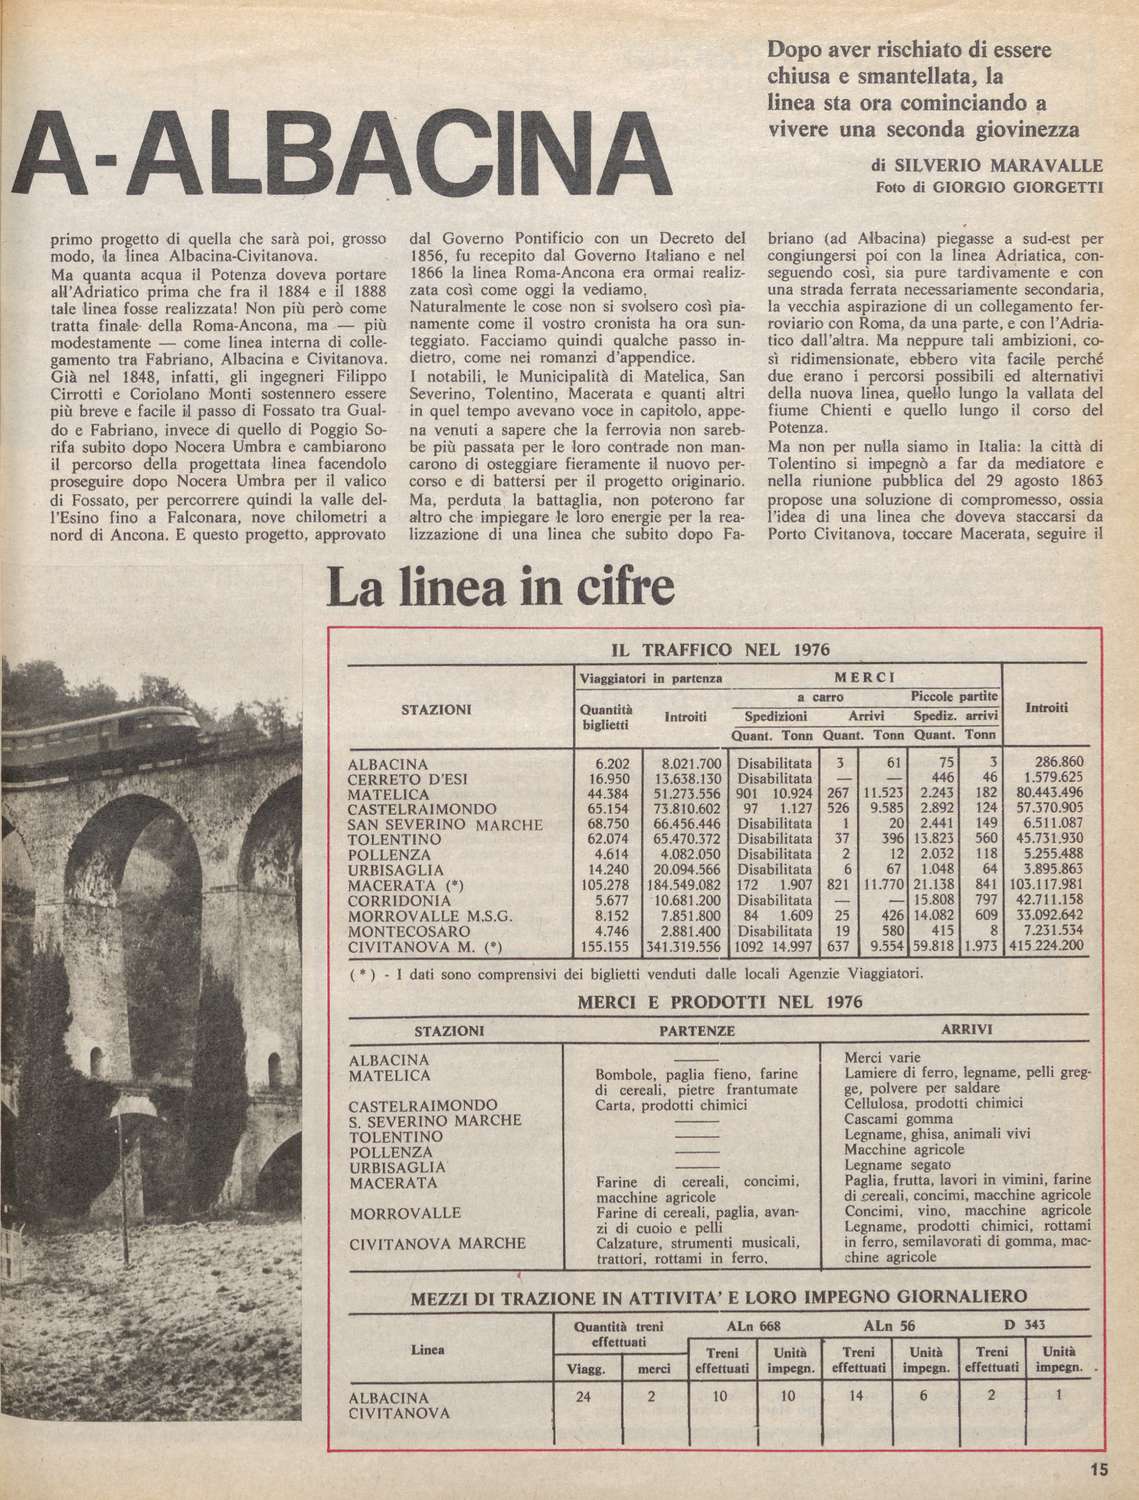 Dopo aver rischiato di essere
chiusa e smantellata, la
linea sta ora cominciando a
vivere una seconda giovinezza
A-ALBACINA
di SILVERIO MARAVALLE
Foto di GIORGIO GIORGETTI
primo progetto di quella che sarà poi, grosso
modo, la linea Albacina-Civitanova.
Ma quanta acqua il Potenza doveva portare
all'Adriatico prima che fra il 1884 e il 1888
tale linea fosse realizzata! Non più però come
tratta finale della Roma-Ancona, ma — più
modestamente — come linea interna di colle-
gamento tra Fabriano, Albacina e Civitanova.
Già nel 1848, infatti, gli ingegneri Filippo
Cirrotti e Coriolano Monti sostennero essere
più breve e facile il passo di Fossato tra Gual-
do e Fabriano, invece di quello di Poggio So-
rifa subito dopo Nocera Umbra e cambiarono
il percorso della progettata linea facendolo
proseguire dopo Nocera Umbra per il valico
di Fossato, per percorrere quindi la valle del-
l'Esino fino a Falconara, nove chilometri a
nord di Ancona. E questo progetto, approvato
dal Governo Pontificio con un Decreto del
1856, fu recepito dal Governo Italiano e nel
1866 la linea Roma-Ancona era ormai realiz-
zata così come oggi la vediamo.
Naturalmente le cose non si svolsero così pia-
namente come il vostro cronista ha ora sun-
teggiato. Facciamo quindi qualche passo in-
dietro, come nei romanzi d'appendice.
I notabili, le Municipalità di Matelica, San
Severino, Tolentino, Macerata e quanti altri
in quel tempo avevano voce in capitolo, appe-
na venuti a sapere che la ferrovia non sareb-
be più passata per le loro contrade non man-
carono di osteggiare fieramente il nuovo per-
corso e di battersi per il progetto originario.
Ma, perduta la battaglia, non poterono far
altro che impiegare le loro energie per la rea-
lizzazione di una linea che subito dopo Fa-
briano (ad Albacina) piegasse a sud-est per
congiungersi poi con la linea Adriatica, con-
seguendo così, sia pure tardivamente e con
una strada ferrata necessariamente secondaria,
la vecchia aspirazione di un collegamento fer-
roviario con Roma, da una parte, e con l'Adria-
tico dall'altra. Ma neppure tali ambizioni, co-
sì ridimensionate, ebbero vita facile perché
due erano i percorsi possibili ed alternativi
della nuova linea, quello lungo la vallata del
fiume Chienti e quello lungo il corso del
Potenza.
Ma non per nulla siamo in Italia: la città di
Tolentino si impegnò a far da mediatore e
nella riunione pubblica del 29 agosto 1863
propose una soluzione di compromesso, ossia
l'idea di una linea che doveva staccarsi da
Porto Civitanova, toccare Macerata, seguire il
La linea in cifre
IL TRAFFICO NEL 1976
STAZIONI Viaggiatori in partenza MERCI Introiti
Quantità biglietti Introiti a carro Piccole partite
Spedizioni Arrivi Spediz. arrivi
Quant. Tonn Quant. Tonn Quant. Tonn
ALBACINA 6.202 8.021.700 Disabilitata 3 61 75 3 286.860
CERRETO D'ESI 16.950 13.638.130 Disabilitata — — 446 46 1.579.625
MATELICA 44.384 51.273.556 901 10.924 267 11.523 2.243 182 80.443.496
CASTELRAIMONDO 65.154 73.810.602 97 1.127 526 9.585 2.892 124 57.370.905
SAN SEVERINO MARCHE 68.750 66.456.446 Disabilitata 1 20 2.441 149 6.511.087
TOLENTINO 62.074 65.470.372 Disabilitata 37 396 13.823 560 45.731.930
POLLENZA 4.614 4.082.050 Disabilitata 2 12 2.032 118 5.255.488
URBISAGLIA 14.240 20.094.566 Disabilitata 6 67 1.048 64 3.895.863
MACERATA (*) 105.278 184.549.082 172 1.907 821 11.770 21.138 841 103.117.981
CORRIDONIA 5.677 10.681.200 Disabilitata — — 15.808 797 42.711.158
MORROVALLE M.S.G. 8.152 7.851.800 84 1.609 25 426 14.082 609 33.092.642
MONTECOSARO 4.746 2.881.400 Disabilitata 19 580 415 8 7.231.534
CIVITANOVA M. (*) 155.155 341.319.556 1092 14.997 637 9.554 59.818 1.973 415.224.200
(*) - I dati sono comprensivi dei biglietti venduti dalle locali Agenzie Viaggiatori.
MERCI E PRODOTTI NEL 1976
STAZIONI PARTENZE ARRIVI
ALBACINA — Merci varie
MATELICA Bombole, paglia fieno, farine Lamiere di ferro, legname, pelli greg-
di cereali, pietre frantumate ge, polvere per saldare
CASTELRAIMONDO Carta, prodotti chimici Cellulosa, prodotti chimici
S. SEVERINO MARCHE — Cascami gomma
TOLENTINO — Legname, ghisa, animali vivi
POLLENZA — Macchine agricole
URBISAGLIA — Legname segato
MACERATA Farine di cereali, concimi, Paglia, frutta, lavori in vimini, farine
macchine agricole di cereali, concimi, macchine agricole
MORROVALLE Farine di cereali, paglia, avan- Concimi, vino, macchine agricole
zi di cuoio e pelli Legname, prodotti chimici, rottami
CIVITANOVA MARCHE Calzature, strumenti musicali, in ferro, semilavorati di gomma, mac-
trattori, rottami in ferro. chine agricole
MEZZI DI TRAZIONE IN ATTIVITA' E LORO IMPEGNO GIORNALIERO
Linea Quantità treni effettuati ALn 668 ALn 56 D 343
Viagg. merci Treni effettuati Unità impegn. Treni effettuati Unità impegn. Treni effettuati Unità impegn.
ALBACINA 24 2 10 10 14 6 2 1
CIVITANOVA
15